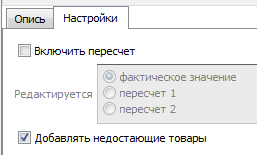 Опись Настройки
Включить пересчет
фактическое значение
Редактируется пересчет 1
пересчет 2
Добавлять недостающие товары